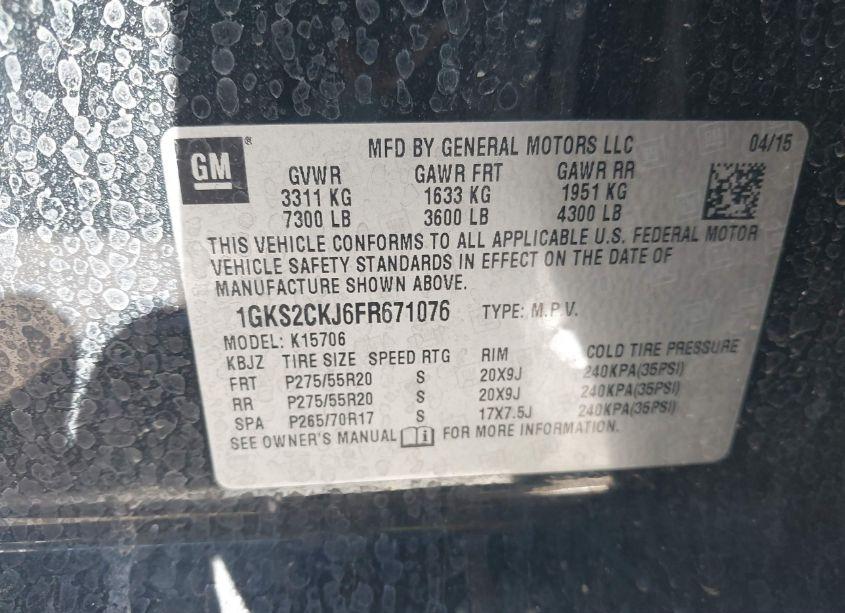 GM
MFD BY GENERAL MOTORS LLC 04/15
GVWR GAWR FRT GAWR RR
3311 KG 1633 KG 1951 KG
7300 LB 3600 LB 4300 LB
THIS VEHICLE CONFORMS TO ALL APPLICABLE U.S. FEDERAL MOTOR
VEHICLE SAFETY STANDARDS IN EFFECT ON THE DATE OF
MANUFACTURE SHOWN ABOVE.
1GKS2CKJ6FR671076 TYPE: M.P.V.
MODEL: K15706
KBJZ TIRE SIZE SPEED RTG RIM COLD TIRE PRESSURE
FRT P275/55R20 S 20X9J 240KPA(35PSI)
RR P275/55R20 S 20X9J 240KPA(35PSI)
SPA P265/70R17 S 17X7.5J 240KPA(35PSI)
SEE OWNER'S MANUAL FOR MORE INFORMATION.